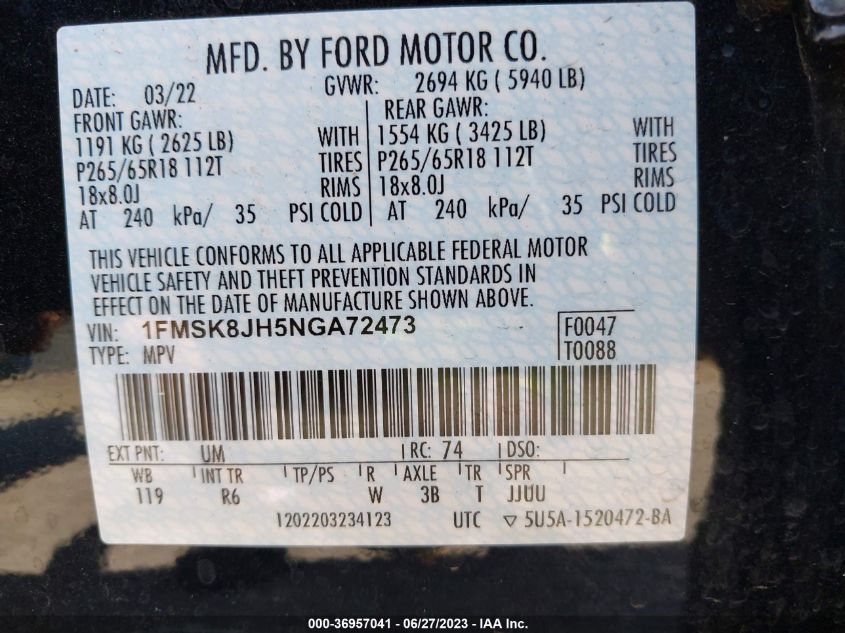 MFD. BY FORD MOTOR CO.
DATE: 03/22 GVWR: 2694 KG ( 5940 LB)
FRONT GAWR: REAR GAWR:
1191 KG ( 2625 LB) WITH 1554 KG ( 3425 LB) WITH
P265/65R18 112T TIRES P265/65R18 112T TIRES
18x8.0J RIMS 18x8.0J RIMS
AT 240 kPa/ 35 PSI COLD AT 240 kPa/ 35 PSI COLD
THIS VEHICLE CONFORMS TO ALL APPLICABLE FEDERAL MOTOR
VEHICLE SAFETY AND THEFT PREVENTION STANDARDS IN
EFFECT ON THE DATE OF MANUFACTURE SHOWN ABOVE.
VIN: 1FMSK8JH5NGA72473 F0047
TYPE: MPV T0088
EXT PNT: UM RC: 74 DSO:
WB INT TR TP/PS R AXLE TR SPR
119 R6 W 3B T JJUU
1202203234123 UTC ▽ 5U5A-1520472-BA
000-36957041 / 06/27/2023 / IAA Inc.